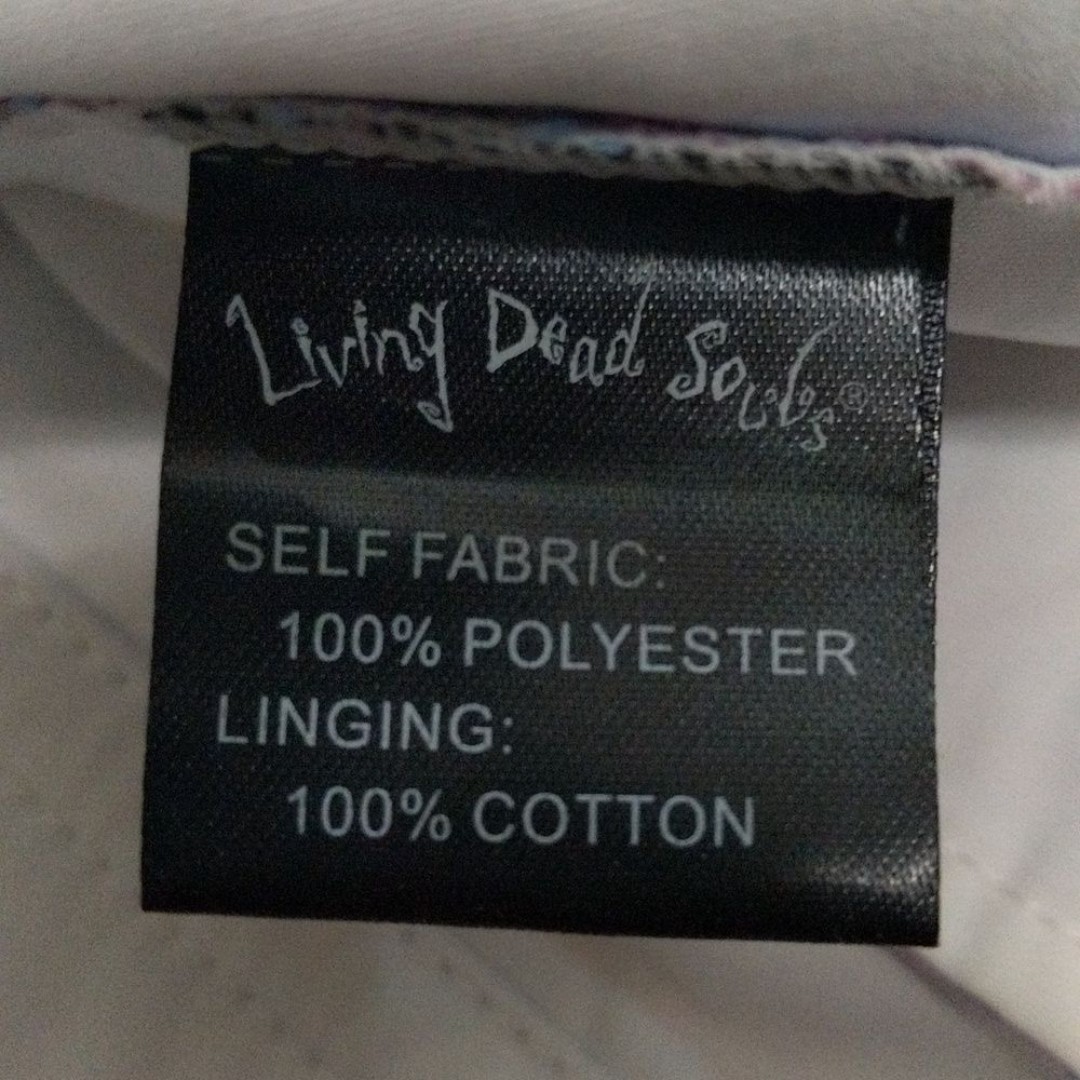 Living Dead Souls®
SELF FABRIC:
100% POLYESTER
LINGING:
100% COTTON